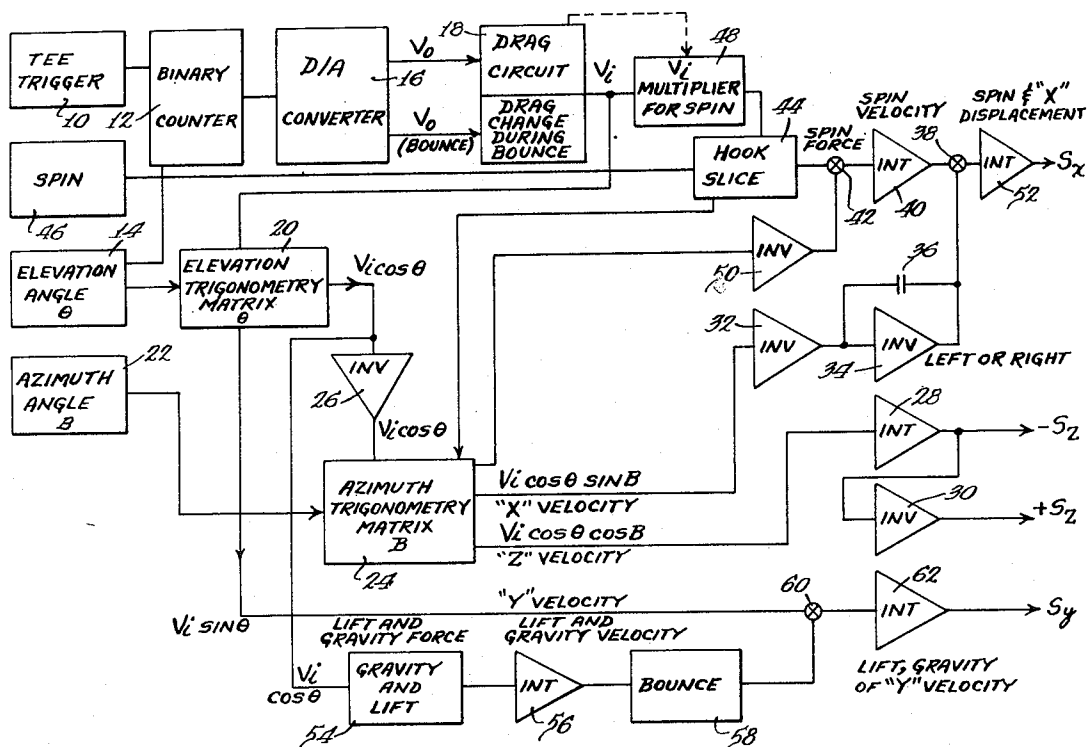 TEE
TRIGGER
10
BINARY
COUNTER
12
D/A
CONVERTER
16
Vo
Vo
(BOUNCE)
18
DRAG
CIRCUIT
DRAG
CHANGE
DURING
BOUNCE
Vi
48
Vi
MULTIPLIER
FOR SPIN
44
HOOK
SLICE
SPIN
FORCE
42
SPIN
VELOCITY
INT
40
38
SPIN & "X"
DISPLACEMENT
INT
52
Sx
SPIN
46
14
ELEVATION
ANGLE
θ
20
ELEVATION
TRIGONOMETRY
MATRIX
θ
Vi cos θ
INV
50
36
32
INV
INV
34
LEFT OR RIGHT
22
AZIMUTH
ANGLE
B
INV
26
Vi cos θ
28
INT
-Sz
AZIMUTH
TRIGONOMETRY
MATRIX
B
24
Vi cos θ sin B
"X" VELOCITY
Vi cos θ cos B
"Z" VELOCITY
30
INV
+Sz
Vi SIN θ
"Y" VELOCITY
60
62
INT
Sy
LIFT AND
GRAVITY FORCE
LIFT AND
GRAVITY VELOCITY
Vi
cos θ
GRAVITY
AND
LIFT
54
INT
56
BOUNCE
58
LIFT, GRAVITY
OF "Y" VELOCITY